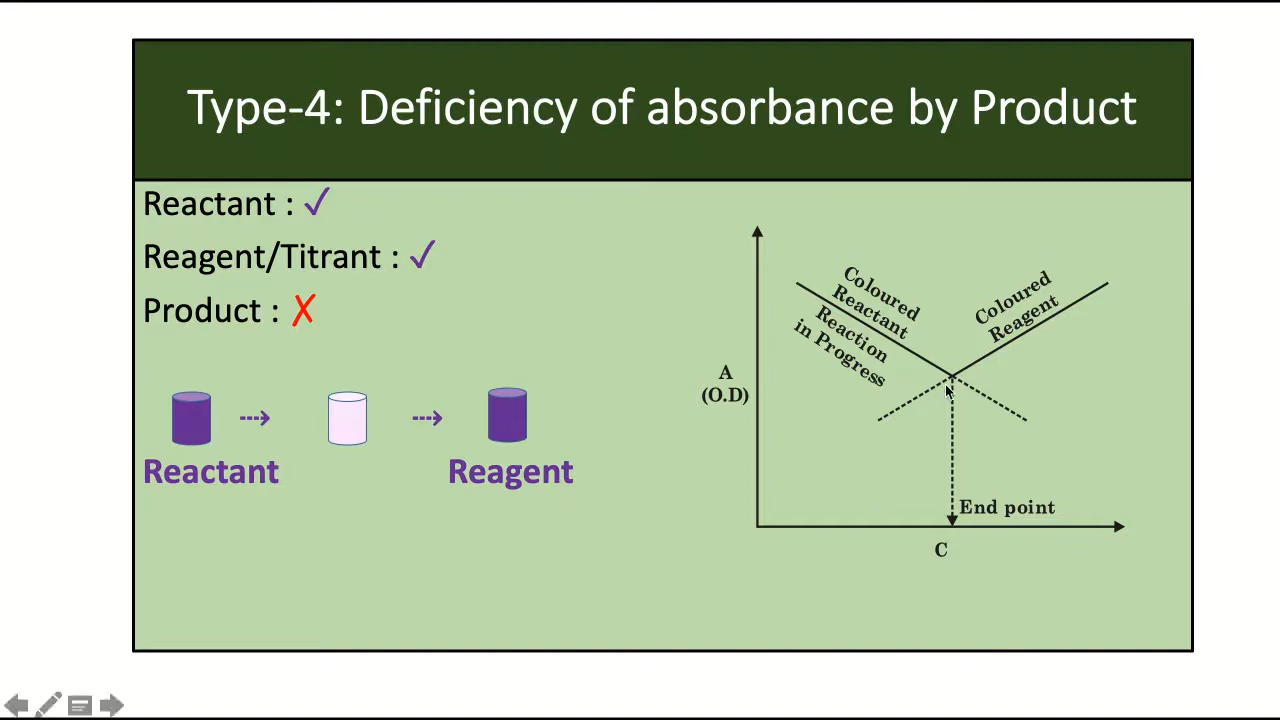 Type-4: Deficiency of absorbance by Product
Reactant : ✓
Reagent/Titrant : ✓
Product : ✗
Reactant
Reagent
Coloured
Reactant
Reaction
in Progress
Coloured
Reagent
A
(O.D)
End point
C